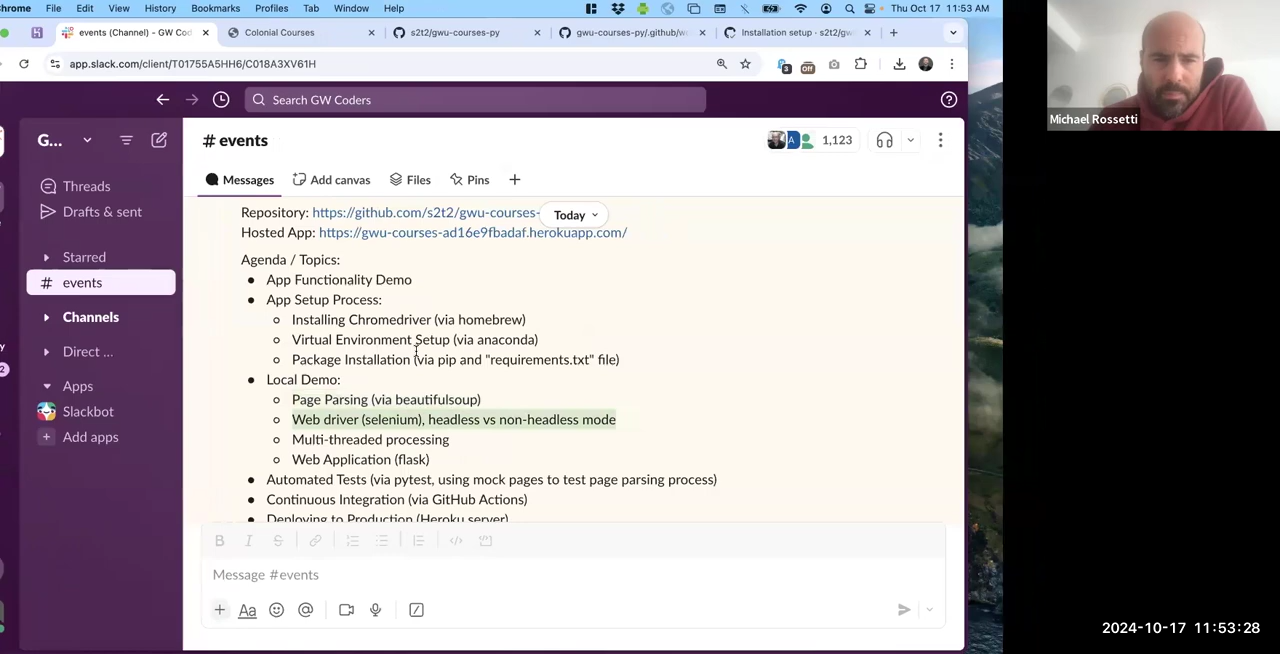 hrome File Edit View History Bookmarks Profiles Tab Window Help Thu Oct 17 11:53 AM
events (Channel) - GW Cod Colonial Courses s2t2/gwu-courses-py gwu-courses-py/.github/wo Installation setup · s2t2/gw
app.slack.com/client/T01755A5HH6/C018A3XV61H
3 Off
Search GW Coders
G...
# events
A 1,123
Messages Add canvas Files Pins
Threads
Drafts & sent
Starred
# events
Channels
Direct ...
Apps
Slackbot
Add apps
y
2
Repository: https://github.com/s2t2/gwu-courses-
Today
Hosted App: https://gwu-courses-ad16e9fbadaf.herokuapp.com/
Agenda / Topics:
● App Functionality Demo
● App Setup Process:
○ Installing Chromedriver (via homebrew)
○ Virtual Environment Setup (via anaconda)
○ Package Installation (via pip and "requirements.txt" file)
● Local Demo:
○ Page Parsing (via beautifulsoup)
○ Web driver (selenium), headless vs non-headless mode
○ Multi-threaded processing
○ Web Application (flask)
● Automated Tests (via pytest, using mock pages to test page parsing process)
● Continuous Integration (via GitHub Actions)
● Deploying to Production (Heroku server)
Message #events
Aa
Michael Rossetti
2024-10-17 11:53:28